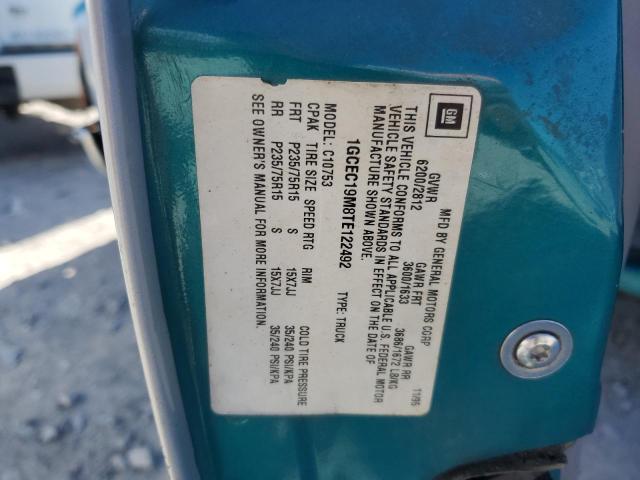 GM
MFD BY GENERAL MOTORS CORP 11/95
GVWR GAWR FRT GAWR RR
6200/2812 3600/1633 3686/1672 LB/KG
THIS VEHICLE CONFORMS TO ALL APPLICABLE U.S. FEDERAL MOTOR
VEHICLE SAFETY STANDARDS IN EFFECT ON THE DATE OF
MANUFACTURE SHOWN ABOVE.
1GCEC19M8TE122492 TYPE: TRUCK
MODEL: C10753
CPAK TIRE SIZE SPEED RTG RIM COLD TIRE PRESSURE
FRT P235/75R15 S 15X7JJ 35/240 PSI/KPA
RR P235/75R15 S 15X7JJ 35/240 PSI/KPA
SEE OWNER'S MANUAL FOR MORE INFORMATION.